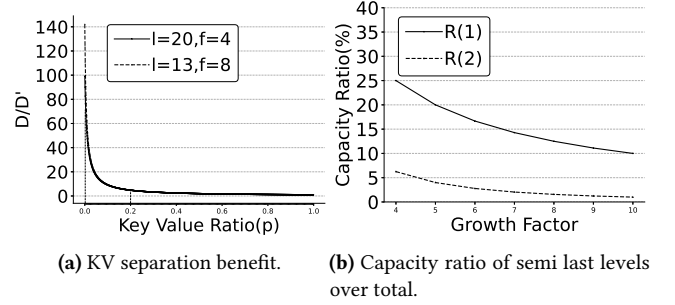 140
120
100
80
60
40
20
0
D/D'
l=20,f=4
l=13,f=8
0.0 0.2 0.4 0.6 0.8 1.0
Key Value Ratio(p)
(a) KV separation benefit.
40
35
30
25
20
15
10
5
0
Capacity Ratio(%)
R(1)
R(2)
4 5 6 7 8 9 10
Growth Factor
(b) Capacity ratio of semi last levels
over total.